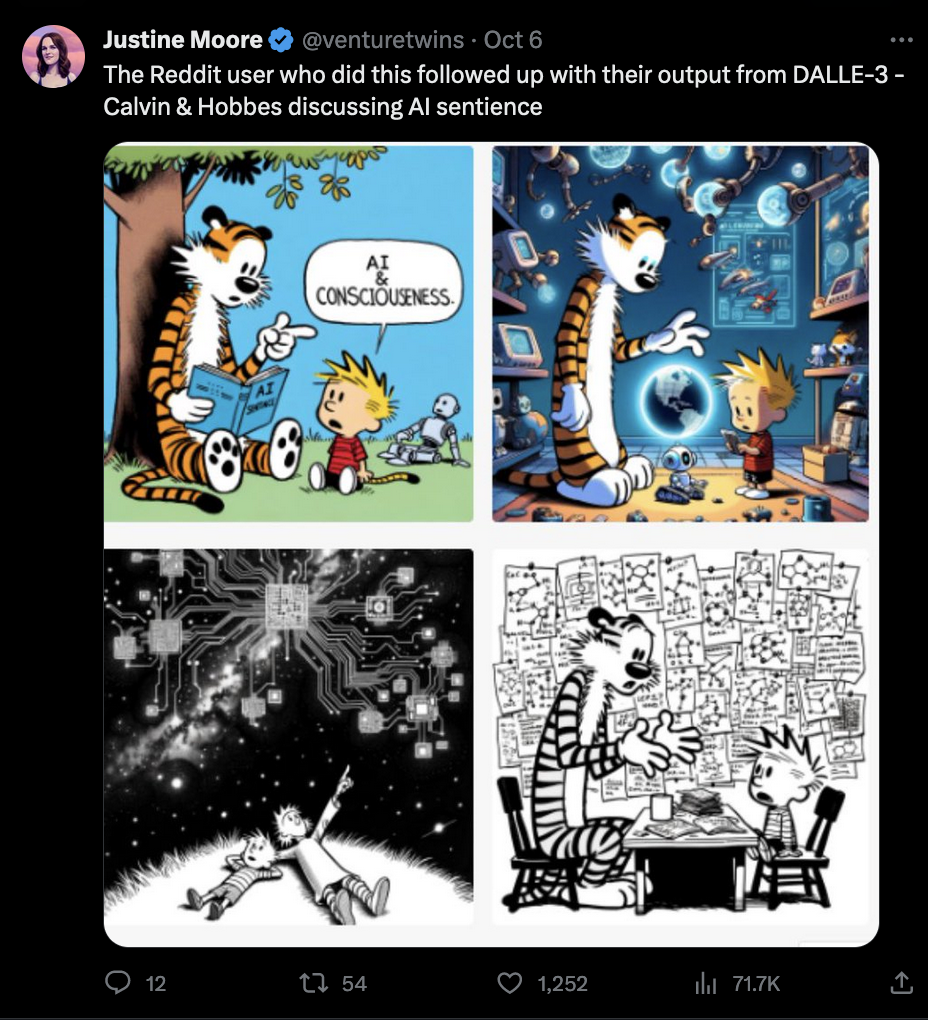 Justine Moore @venturetwins · Oct 6
The Reddit user who did this followed up with their output from DALLE-3 -
Calvin & Hobbes discussing AI sentience
AI
&
CONSCIOUSENESS.
AI
12
54
1,252
71.7K